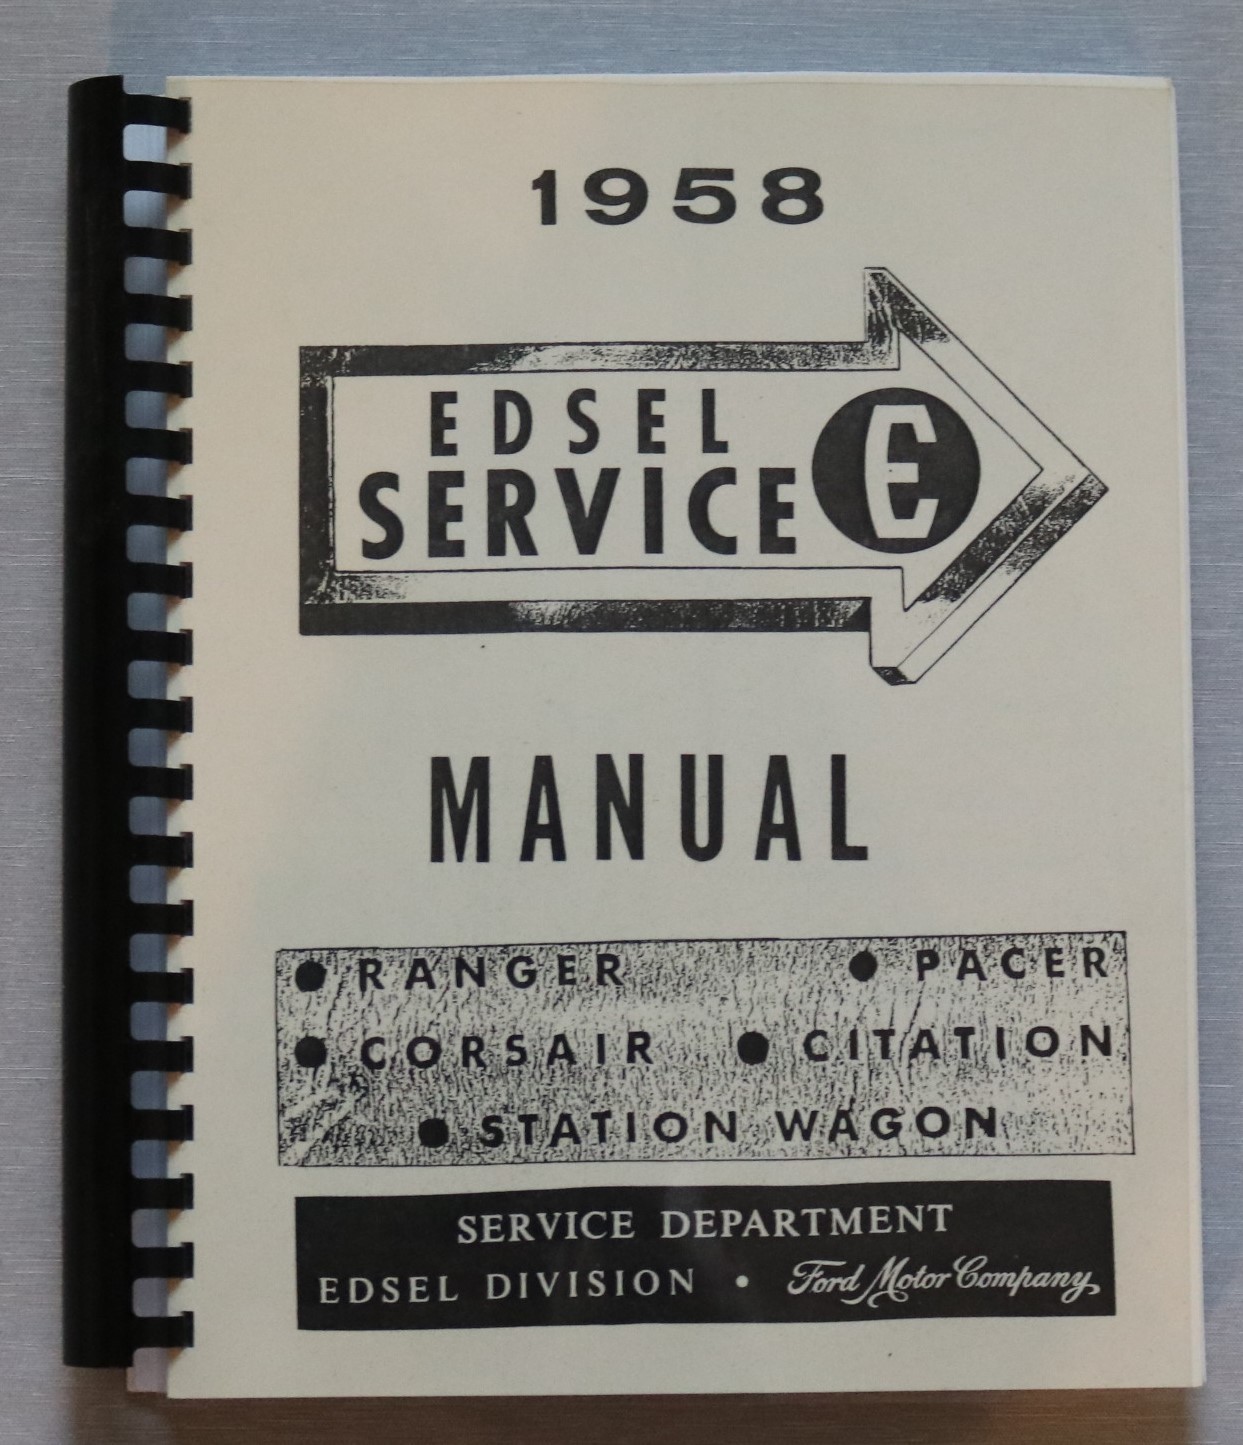 1958
EDSEL
SERVICE E
MANUAL
● RANGER ● PACER
● CORSAIR ● CITATION
● STATION WAGON
SERVICE DEPARTMENT
EDSEL DIVISION • Ford Motor Company